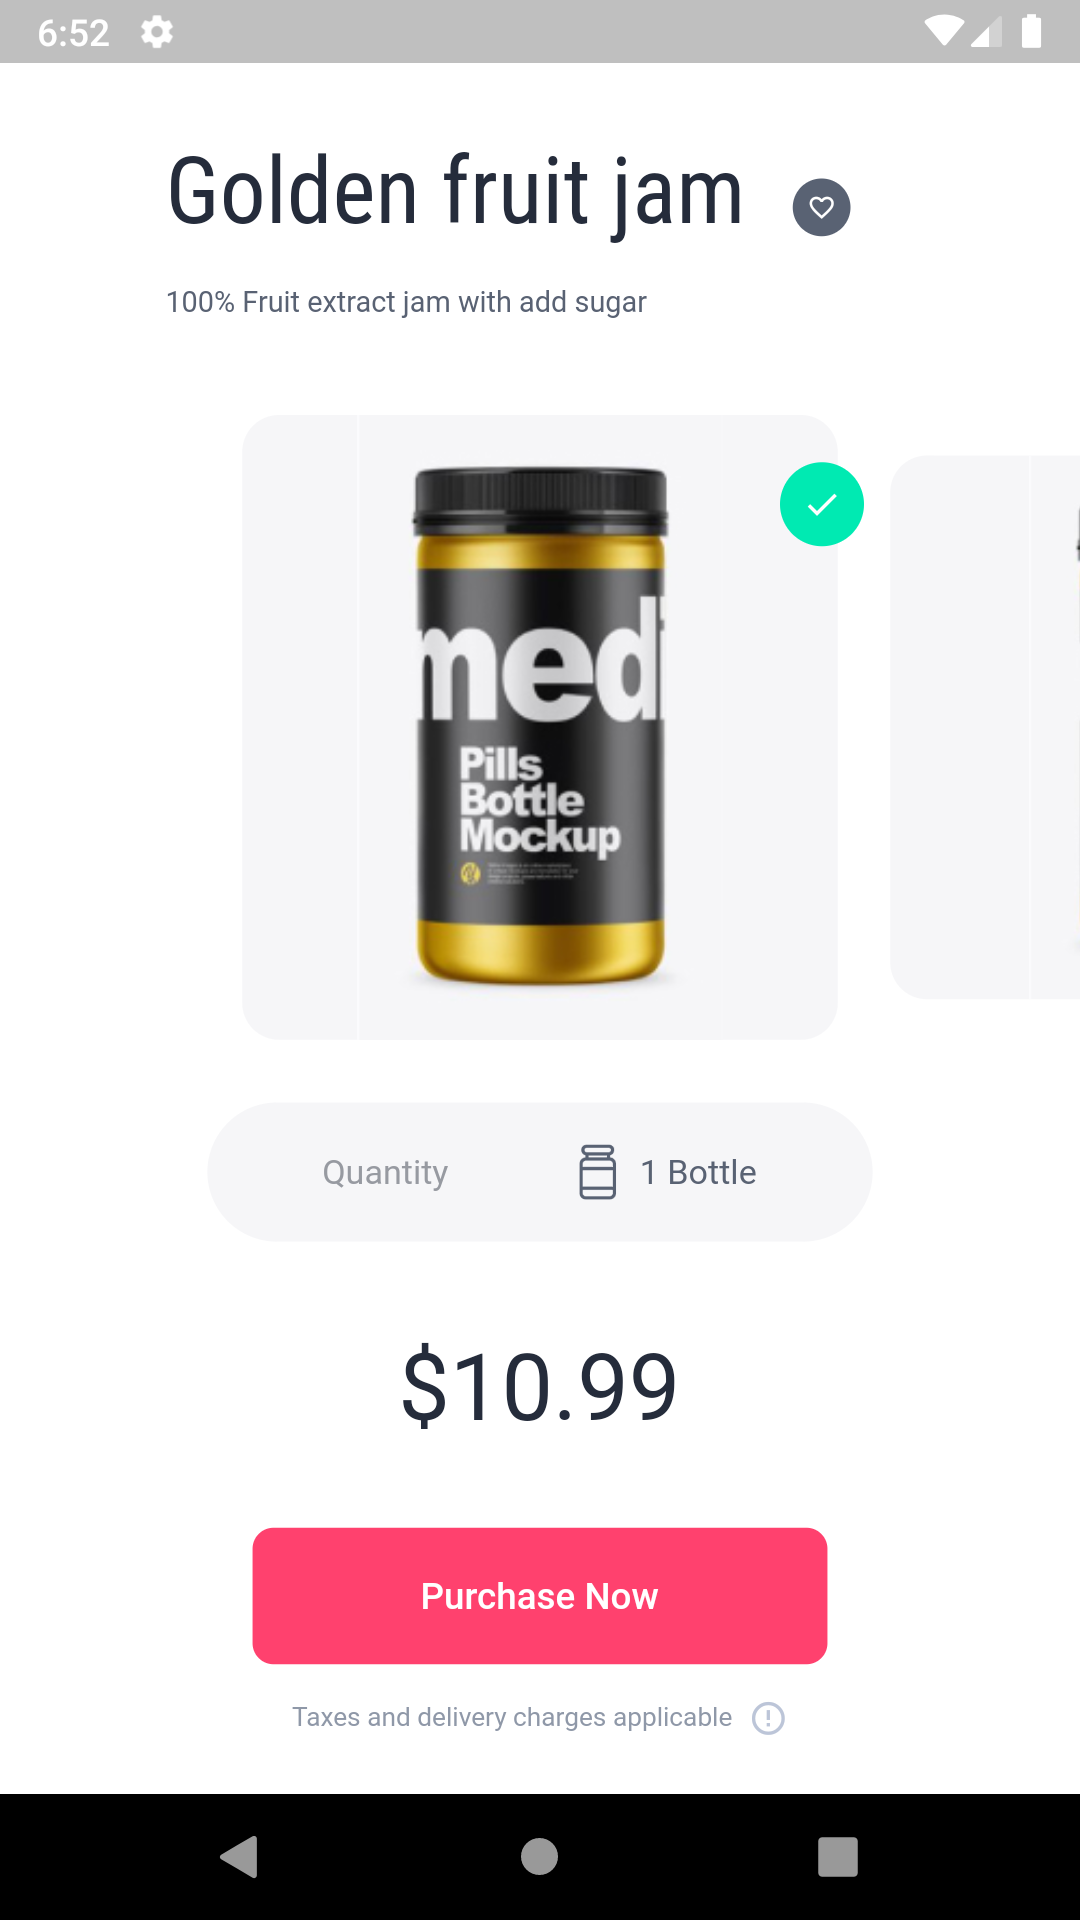 6:52
Golden fruit jam
100% Fruit extract jam with add sugar
medi
Pills
Bottle
Mockup
Quantity
1 Bottle
$10.99
Purchase Now
Taxes and delivery charges applicable